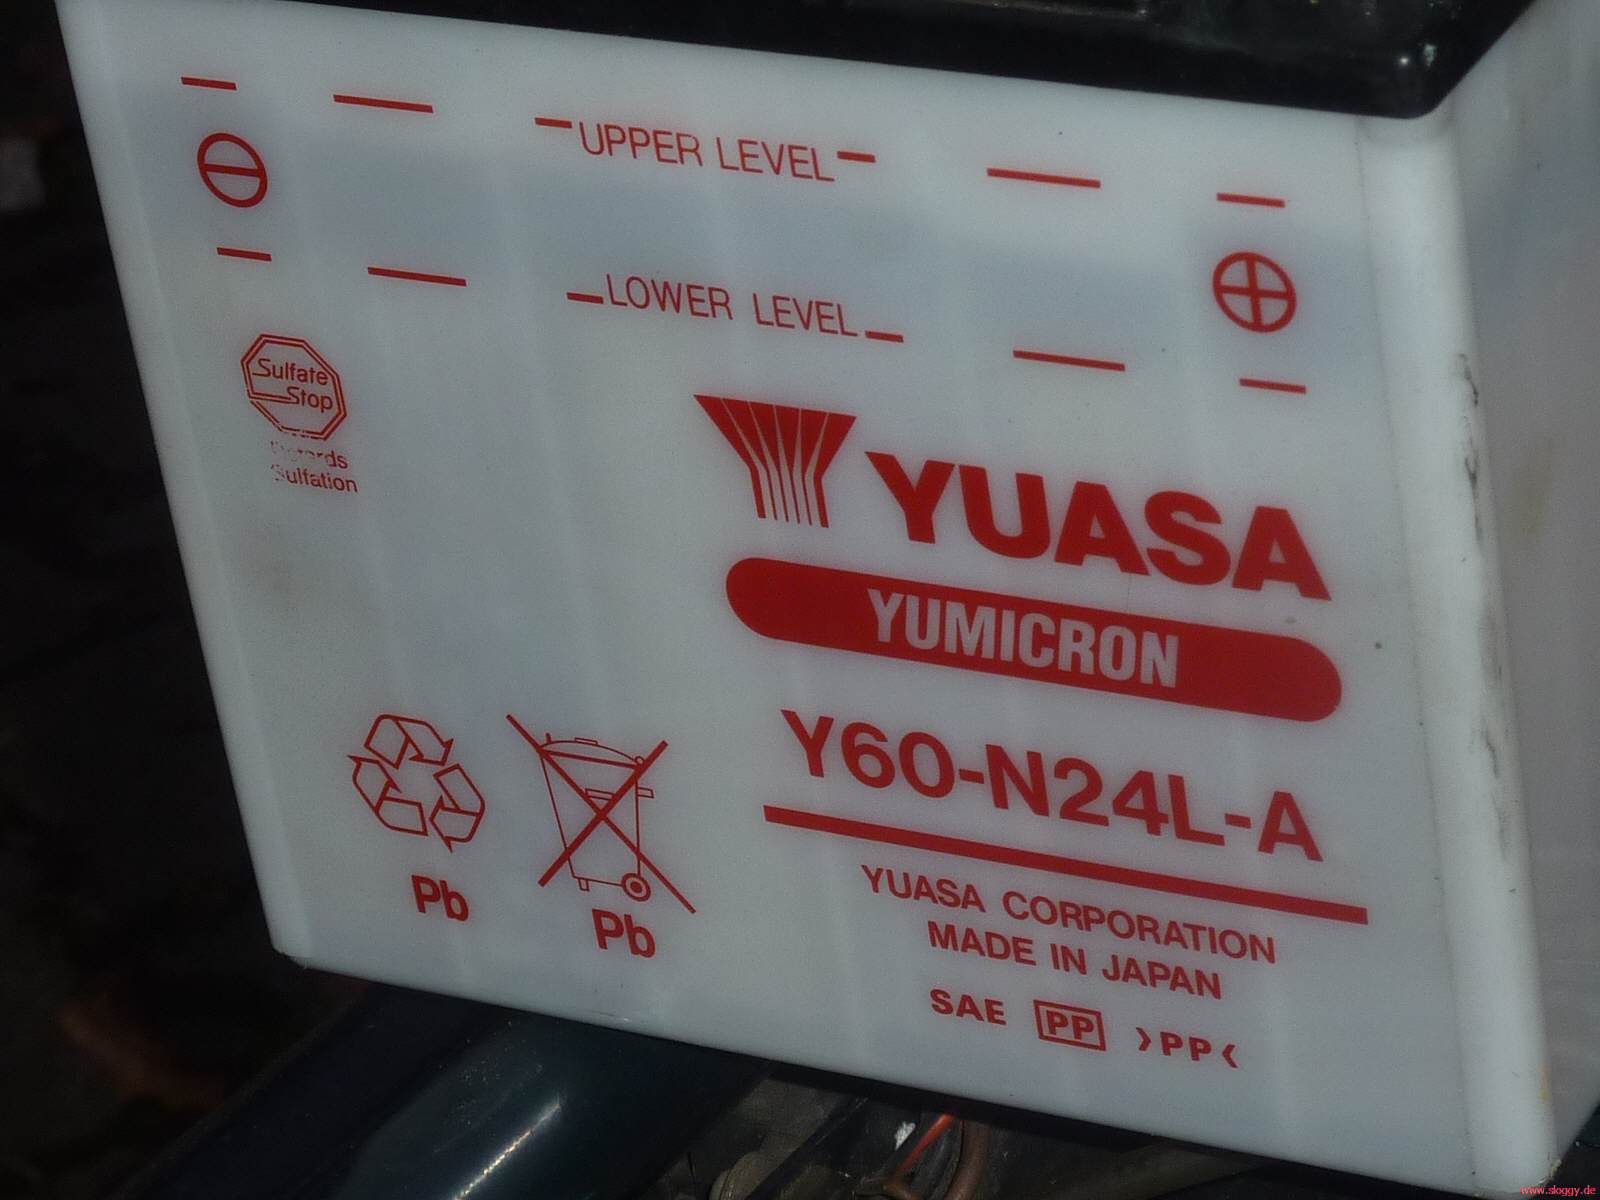 UPPER LEVEL
LOWER LEVEL
Sulfate
Stop
Sulfation
YUASA
YUMICRON
Y60-N24L-A
Pb
Pb
YUASA CORPORATION
MADE IN JAPAN
SAE PP >PP<
www.sloggy.de